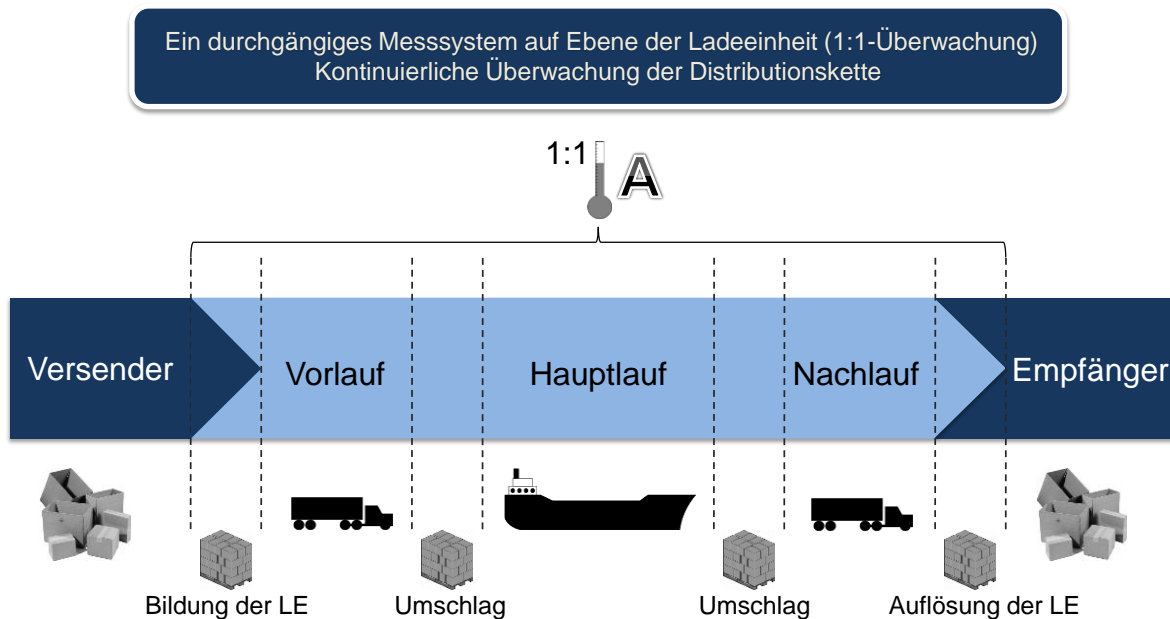 Ein durchgängiges Messsystem auf Ebene der Ladeeinheit (1:1-Überwachung)
Kontinuierliche Überwachung der Distributionskette
1:1 A
Versender Vorlauf Hauptlauf Nachlauf Empfänger
Bildung der LE Umschlag Umschlag Auflösung der LE